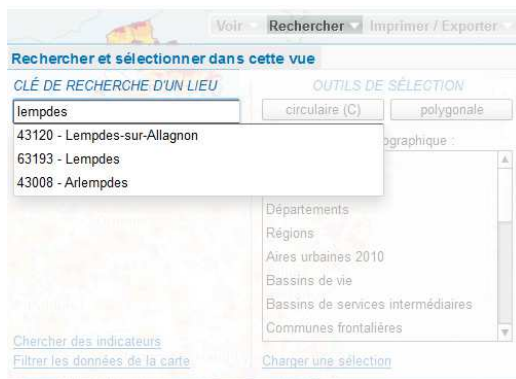 Voir Rechercher Imprimer / Exporter
Rechercher et sélectionner dans cette vue
CLÉ DE RECHERCHE D'UN LIEU
lempdes
43120 - Lempdes-sur-Allagnon
63193 - Lempdes
43008 - Arlempdes
Chercher des indicateurs
Filtrer les données de la carte
OUTILS DE SÉLECTION
circulaire (C) polygonale
ographique :
Départements
Régions
Aires urbaines 2010
Bassins de vie
Bassins de services intermédiaires
Communes frontalières
Charger une sélection